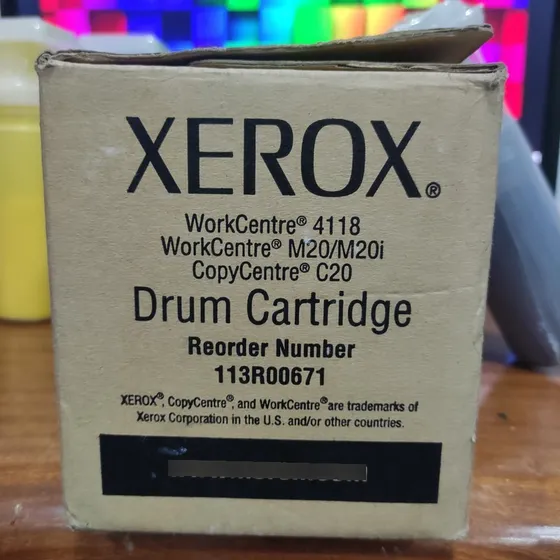 XEROX®
WorkCentre® 4118
WorkCentre® M20/M20i
CopyCentre® C20
Drum Cartridge
Reorder Number
113R00671
XEROX®, CopyCentre®, and WorkCentre® are trademarks of
Xerox Corporation in the U.S. and/or other countries.